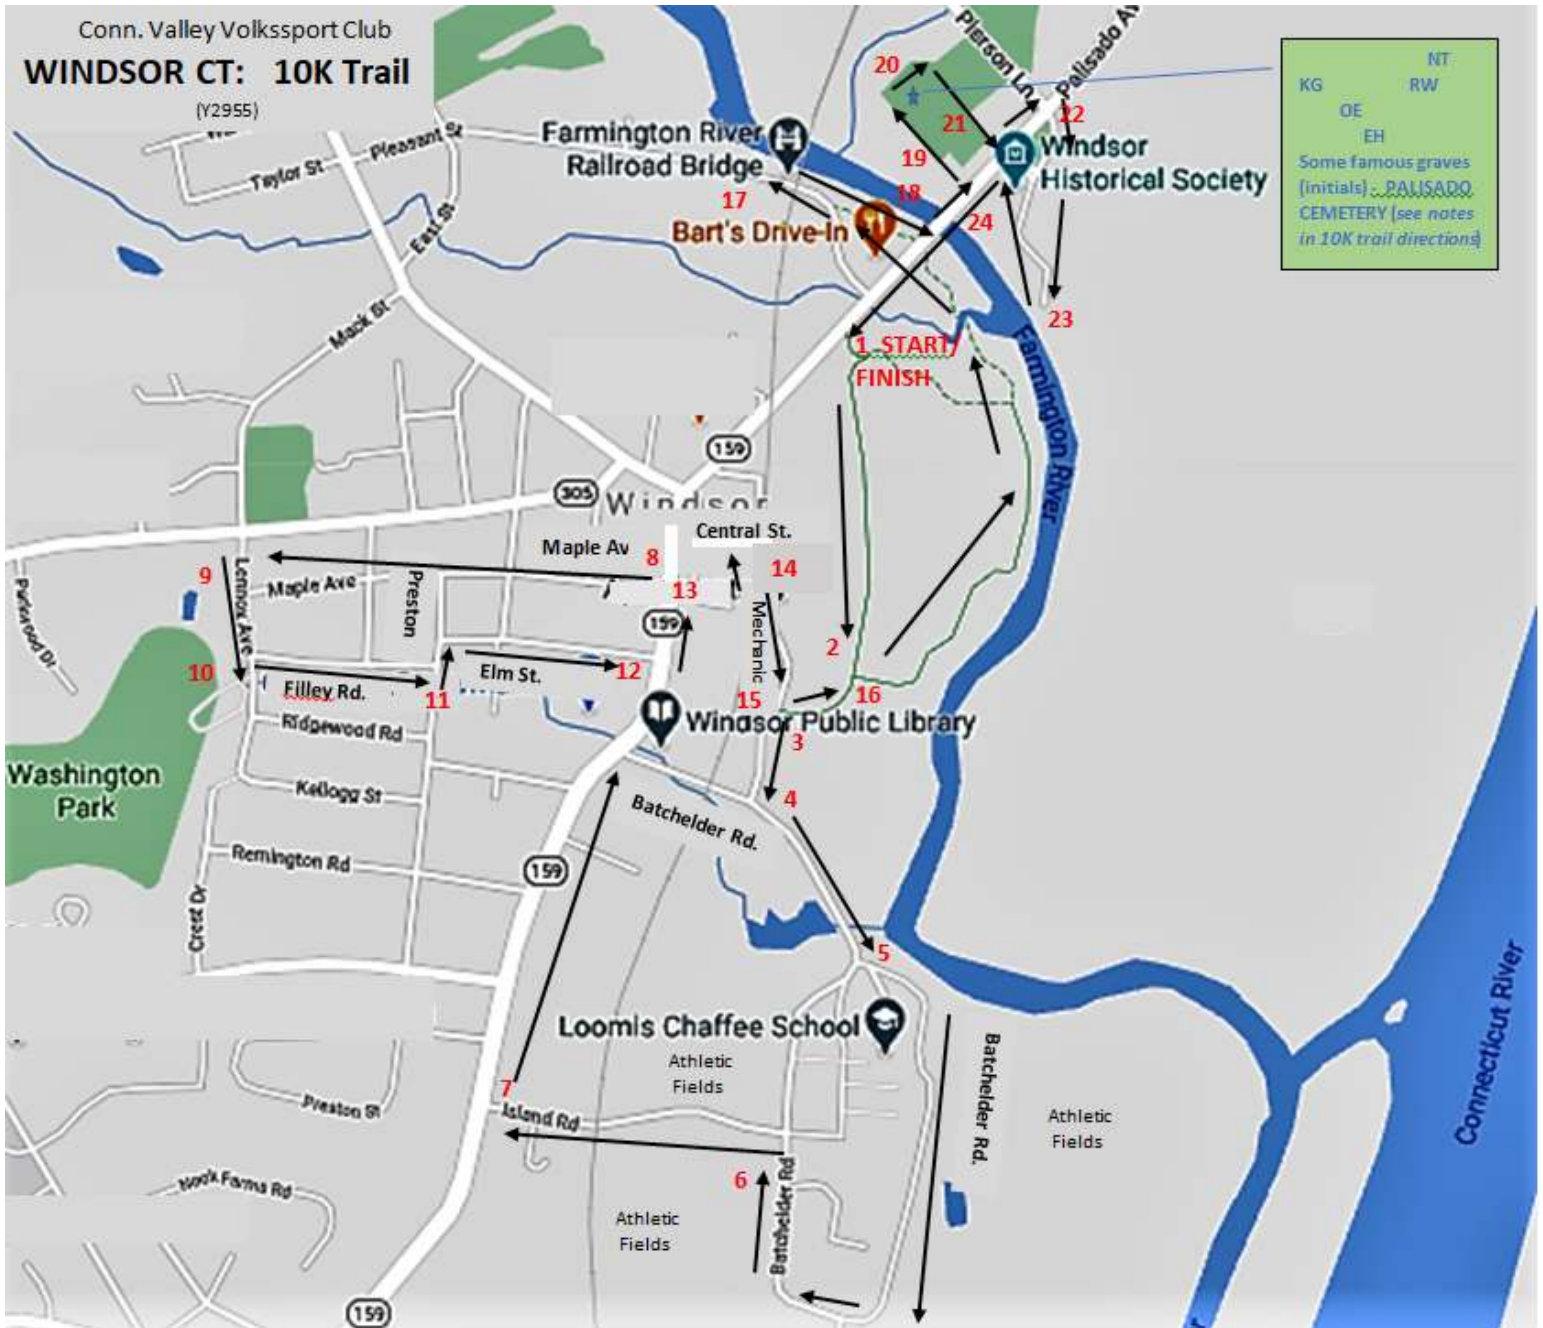 Conn. Valley Volkssport Club
WINDSOR CT: 10K Trail
(Y2955)
Pierson Ln
Palisado Av
NT
KG RW
OE
EH
Some famous graves
(initials) - PALISADO
CEMETERY (see notes
in 10K trail directions)
20
22
21
19
Farmington River
Railroad Bridge
Windsor
Historical Society
Pleasant St
Taylor St
East St
17
18
24
Bart's Drive-In
23
Mack St
1 START/
FINISH
Farmington River
159
305
Windsor
Central St.
Maple Av
8
14
13
9
Lennox Ave
Maple Ave
Preston
Mechanic
159
2
10
Filley Rd.
11
Elm St.
12
15
16
Ridgewood Rd
Windsor Public Library
3
Washington
Park
Kellogg St
4
Batchelder Rd.
Remington Rd
159
Crest Dr
5
Connecticut River
Loomis Chaffee School
Athletic
Fields
Batchelder Rd.
Athletic
Fields
7
Island Rd
Preston St
6
Batchelder Rd
Nook Farms Rd
Athletic
Fields
159
r